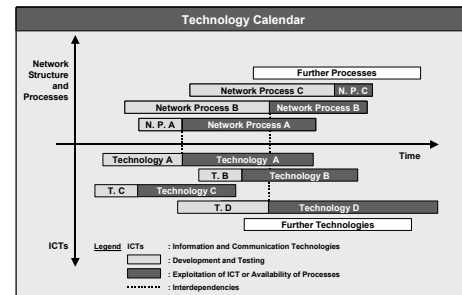 Technology Calendar
Network
Structure
and
Processes
Further Processes
Network Process C N. P. C
Network Process B Network Process B
N. P. A Network Process A
Time
Technology A Technology A
T. B Technology B
T. C Technology C
T. D Technology D
Further Technologies
ICTs
Legend ICTs : Information and Communication Technologies
: Development and Testing
: Exploitation of ICT or Availability of Processes
: Interdependencies